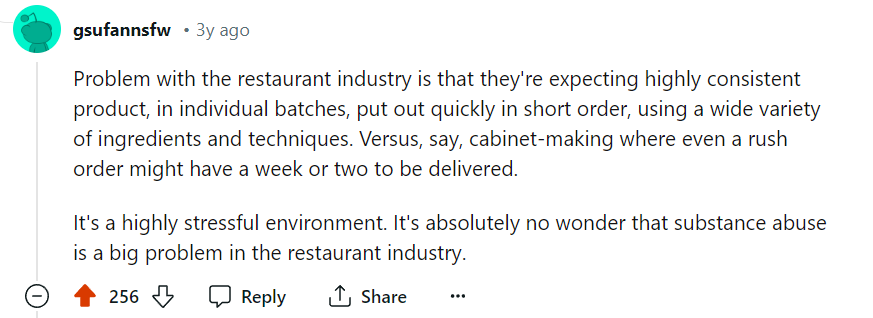 gsufannsfw • 3y ago
Problem with the restaurant industry is that they're expecting highly consistent
product, in individual batches, put out quickly in short order, using a wide variety
of ingredients and techniques. Versus, say, cabinet-making where even a rush
order might have a week or two to be delivered.
It's a highly stressful environment. It's absolutely no wonder that substance abuse
is a big problem in the restaurant industry.
256 Reply Share ...